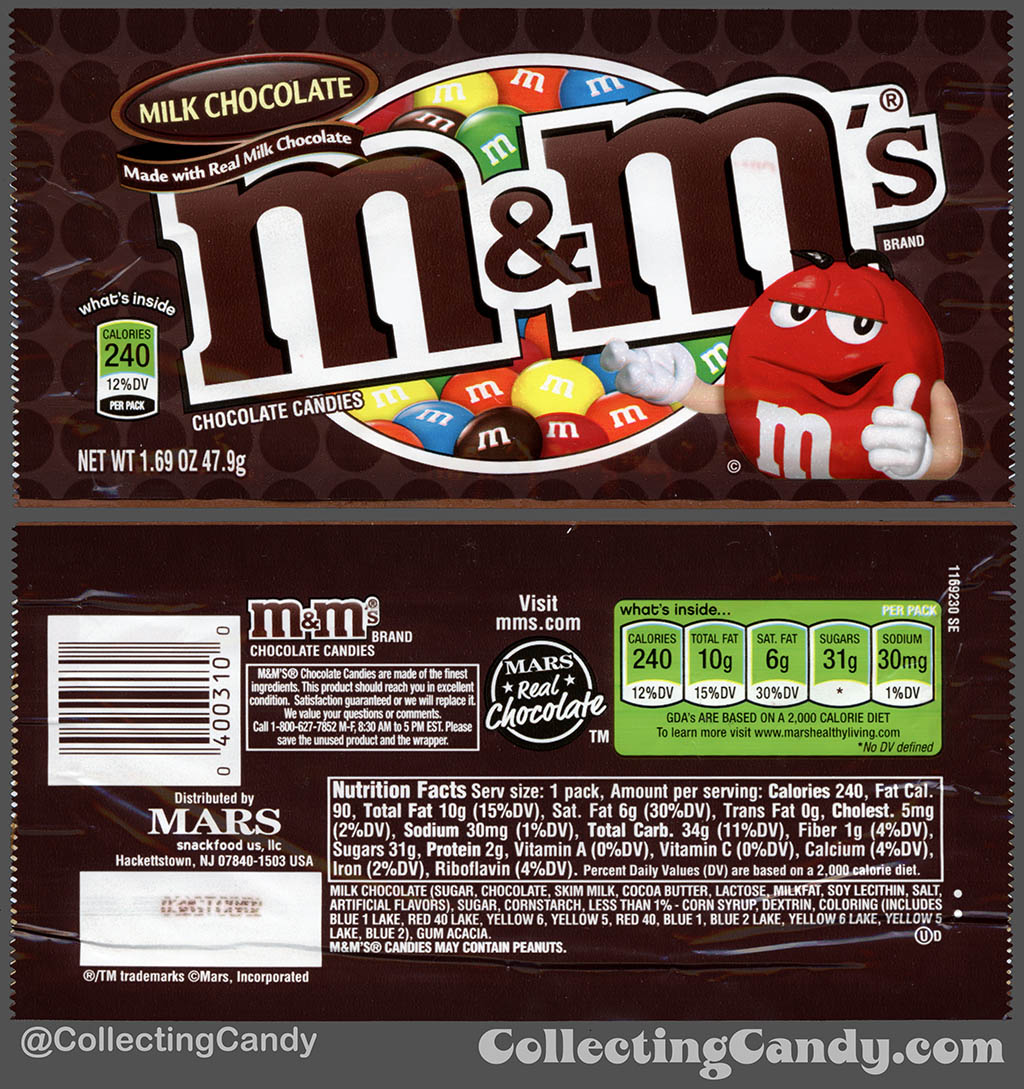 MILK CHOCOLATE
Made with Real Milk Chocolate
m&m's®
BRAND
what's inside
CALORIES
240
12%DV
PER PACK
CHOCOLATE CANDIES
NET WT 1.69 OZ 47.9g
m
m
m
m
m
m
m
m
m
m
m
m
m
m
©
m&m's®
BRAND
CHOCOLATE CANDIES
M&M'S® Chocolate Candies are made of the finest
ingredients. This product should reach you in excellent
condition. Satisfaction guaranteed or we will replace it.
We value your questions or comments.
Call 1-800-627-7852 M-F, 8:30 AM to 5 PM EST. Please
save the unused product and the wrapper.
0 400310 0
Visit
mms.com
MARS
Real
Chocolate
TM
what's inside...
PER PACK
CALORIES TOTAL FAT SAT. FAT SUGARS SODIUM
240 10g 6g 31g 30mg
12%DV 15%DV 30%DV * 1%DV
GDA's ARE BASED ON A 2,000 CALORIE DIET
To learn more visit www.marshealthyliving.com
*No DV defined
1169230 SE
Distributed by
MARS
snackfood us, llc
Hackettstown, NJ 07840-1503 USA
Nutrition Facts Serv size: 1 pack, Amount per serving: Calories 240, Fat Cal.
90, Total Fat 10g (15%DV), Sat. Fat 6g (30%DV), Trans Fat 0g, Cholest. 5mg
(2%DV), Sodium 30mg (1%DV), Total Carb. 34g (11%DV), Fiber 1g (4%DV),
Sugars 31g, Protein 2g, Vitamin A (0%DV), Vitamin C (0%DV), Calcium (4%DV),
Iron (2%DV), Riboflavin (4%DV). Percent Daily Values (DV) are based on a 2,000 calorie diet.
MILK CHOCOLATE (SUGAR, CHOCOLATE, SKIM MILK, COCOA BUTTER, LACTOSE, MILKFAT, SOY LECITHIN, SALT,
ARTIFICIAL FLAVORS), SUGAR, CORNSTARCH, LESS THAN 1% - CORN SYRUP, DEXTRIN, COLORING (INCLUDES
BLUE 1 LAKE, RED 40 LAKE, YELLOW 6, YELLOW 5, RED 40, BLUE 1, BLUE 2 LAKE, YELLOW 6 LAKE, YELLOW 5
LAKE, BLUE 2), GUM ACACIA.
M&M'S® CANDIES MAY CONTAIN PEANUTS.
ⓊD
®/TM trademarks ©Mars, Incorporated
@CollectingCandy
CollectingCandy.com